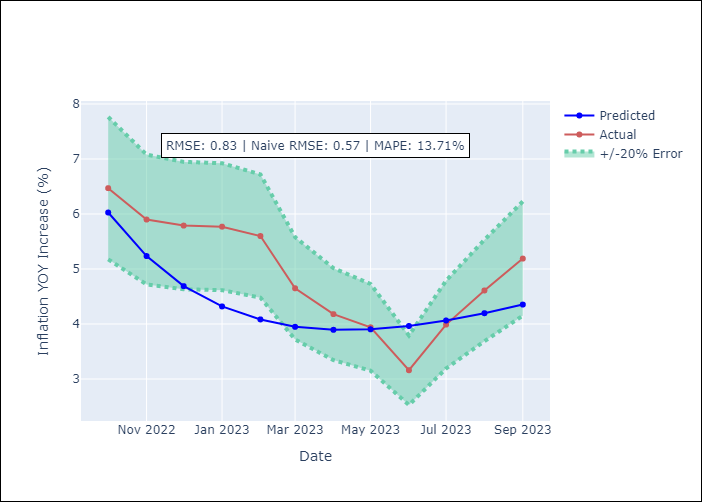 RMSE: 0.83 | Naive RMSE: 0.57 | MAPE: 13.71%
Predicted
Actual
+/-20% Error
Inflation YOY Increase (%)
8
7
6
5
4
3
Nov 2022
Jan 2023
Mar 2023
May 2023
Jul 2023
Sep 2023
Date